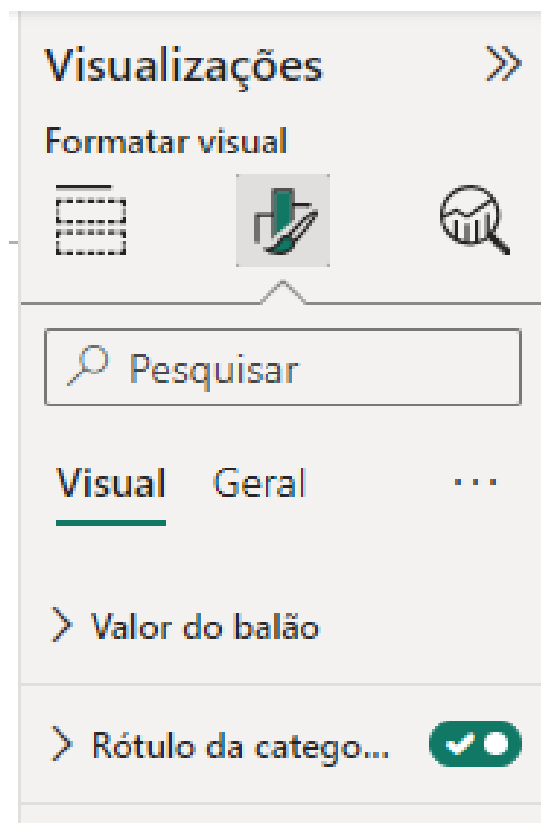 Visualizações
Formatar visual
Pesquisar
Visual Geral ...
Valor do balão
Rótulo da catego...